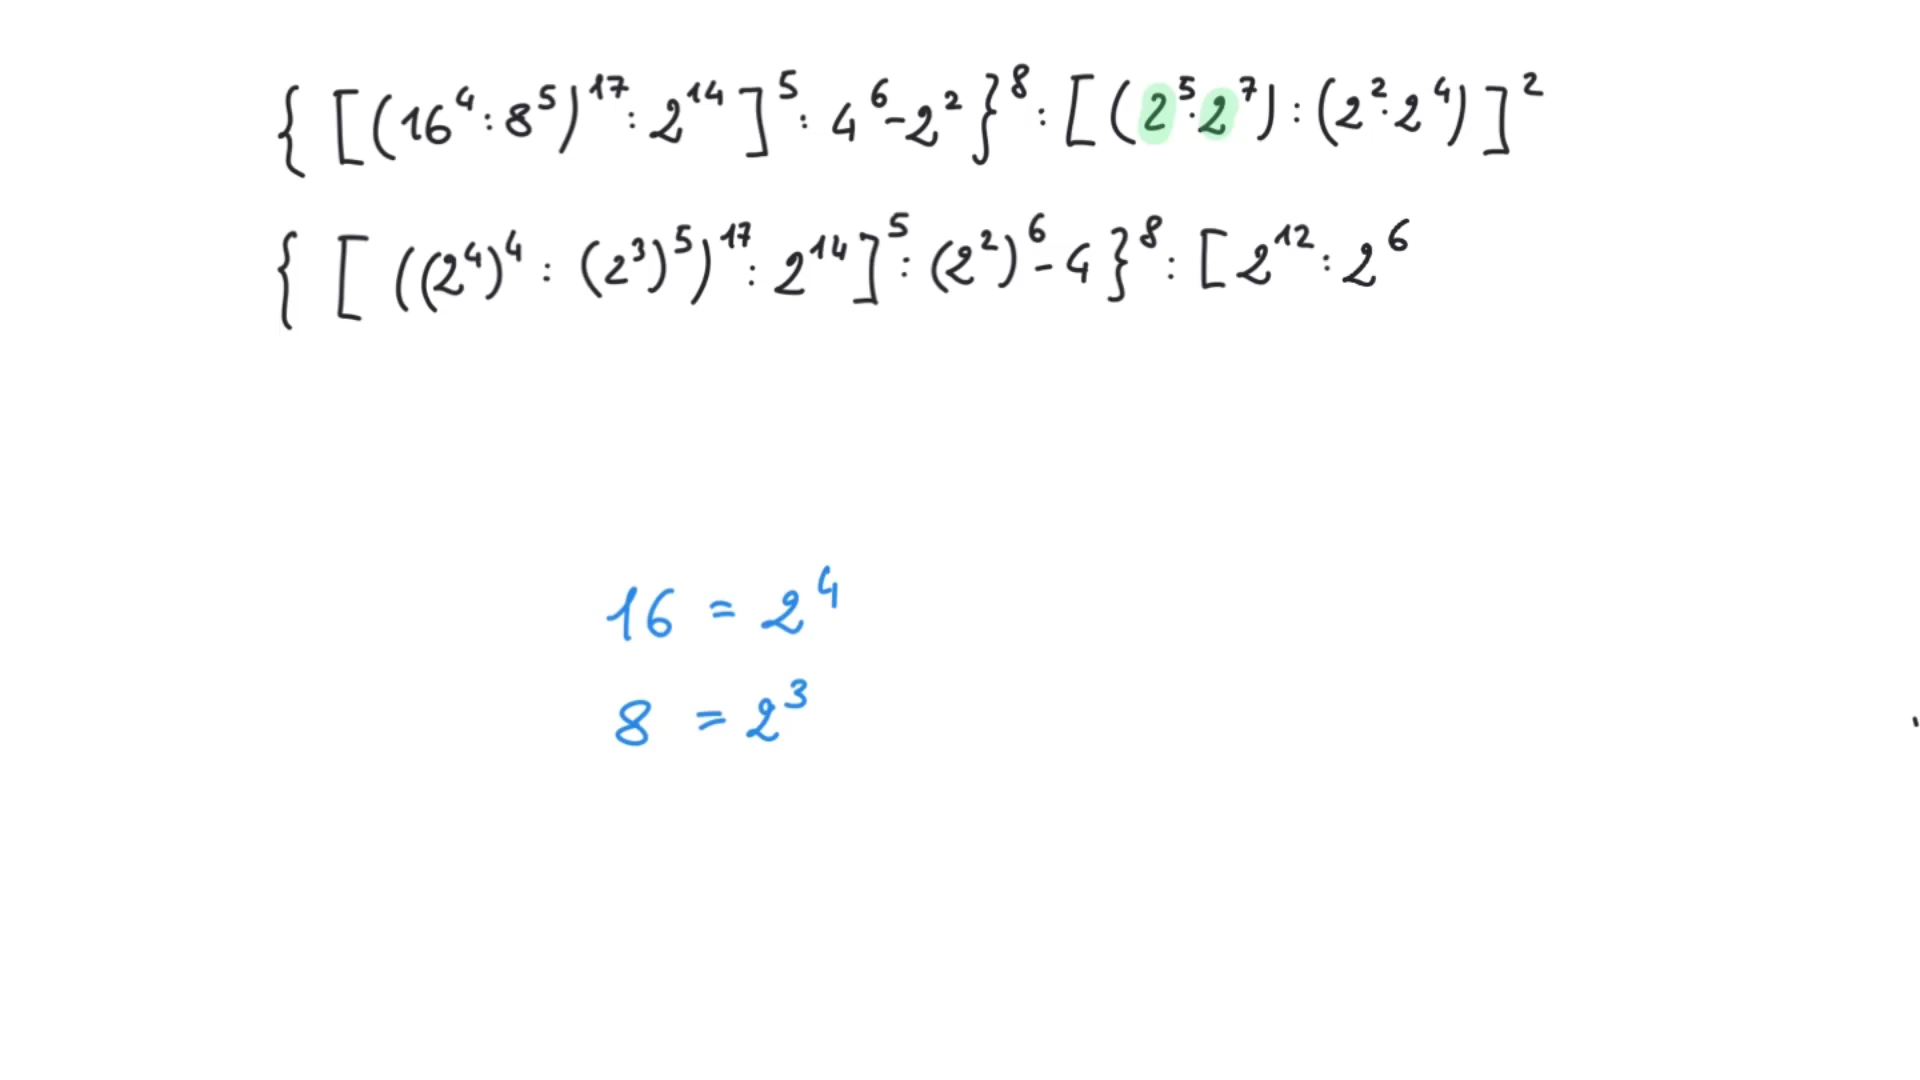 { [(16⁴:8⁵)¹⁷:2¹⁴]⁵:4⁶-2²}⁸:[(2⁵·2⁷):(2²·2⁴)]²
{ [((2⁴)⁴:(2³)⁵)¹⁷:2¹⁴]⁵:(2²)⁶-4}⁸:[2¹²:2⁶
16 = 2⁴
8 = 2³